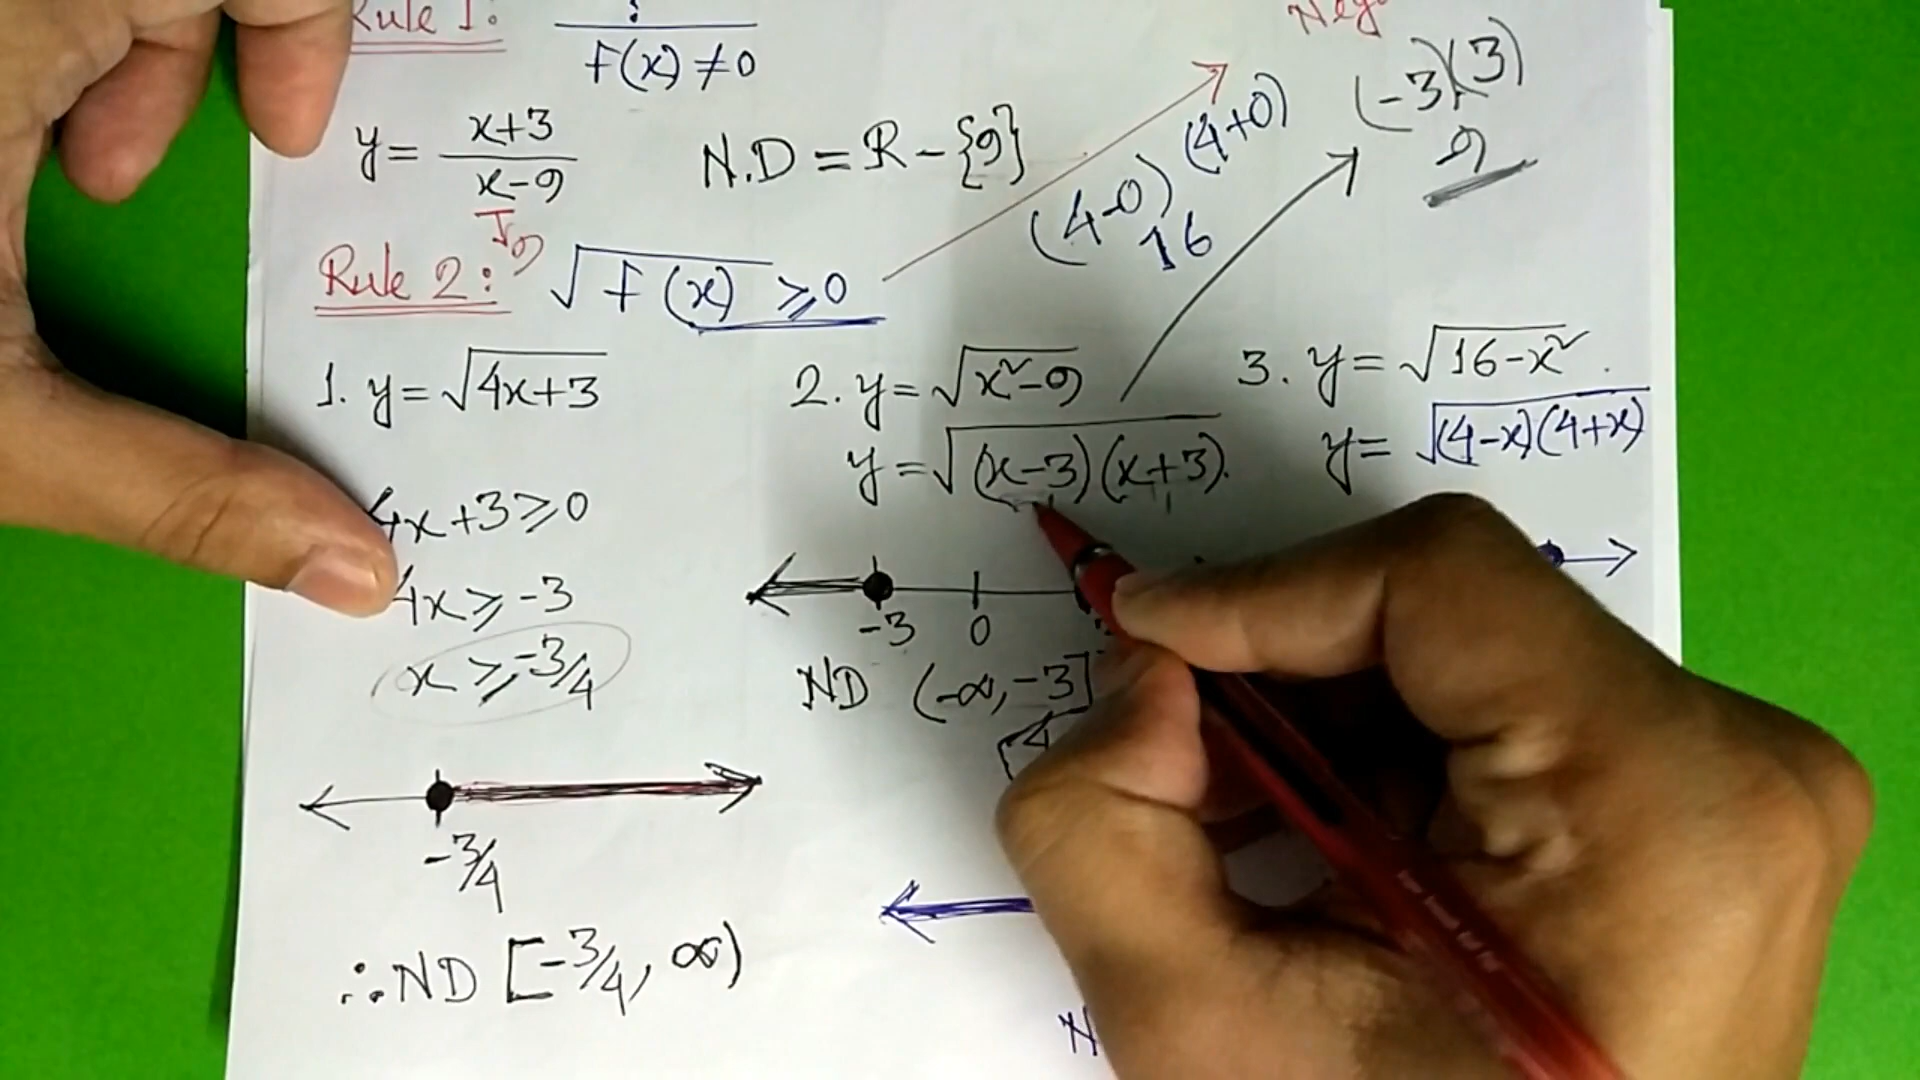 Rule 1:
F(x) ≠ 0
y = x+3 / x-9
N.D = R - {9}
9
(4-0) (4+0)
16
(-3)(3)
9
Rule 2: √F(x) ≥ 0
1. y = √4x+3
4x+3 ≥ 0
4x ≥ -3
x ≥ -3/4
-3/4
∴ ND [-3/4, ∞)
2. y = √x²-9
y = √(x-3)(x+3)
-3 0
ND (-∞, -3]
3. y = √16-x²
y = √(4-x)(4+x)